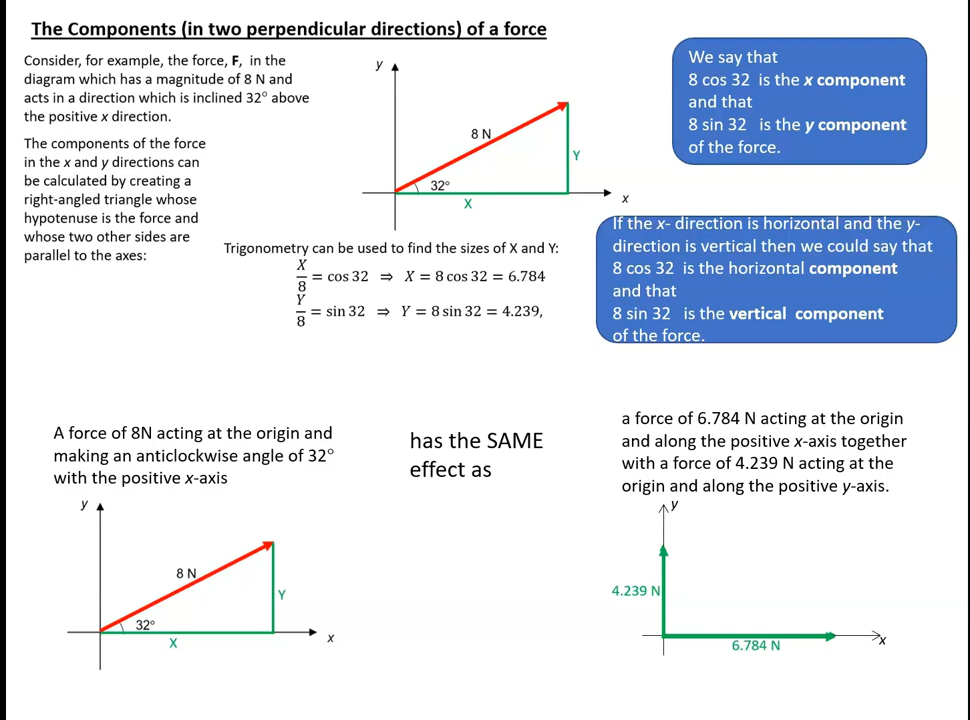 The Components (in two perpendicular directions) of a force
Consider, for example, the force, F, in the
diagram which has a magnitude of 8 N and
acts in a direction which is inclined 32° above
the positive x direction.
The components of the force
in the x and y directions can
be calculated by creating a
right-angled triangle whose
hypotenuse is the force and
whose two other sides are
parallel to the axes:
y
8 N
Y
32°
X
x
We say that
8 cos 32 is the x component
and that
8 sin 32 is the y component
of the force.
Trigonometry can be used to find the sizes of X and Y:
X/8 = cos 32 ⇒ X = 8 cos 32 = 6.784
Y/8 = sin 32 ⇒ Y = 8 sin 32 = 4.239,
If the x- direction is horizontal and the y-
direction is vertical then we could say that
8 cos 32 is the horizontal component
and that
8 sin 32 is the vertical component
of the force.
A force of 8N acting at the origin and
making an anticlockwise angle of 32°
with the positive x-axis
has the SAME
effect as
a force of 6.784 N acting at the origin
and along the positive x-axis together
with a force of 4.239 N acting at the
origin and along the positive y-axis.
y
8 N
Y
32°
X
x
y
4.239 N
6.784 N
x